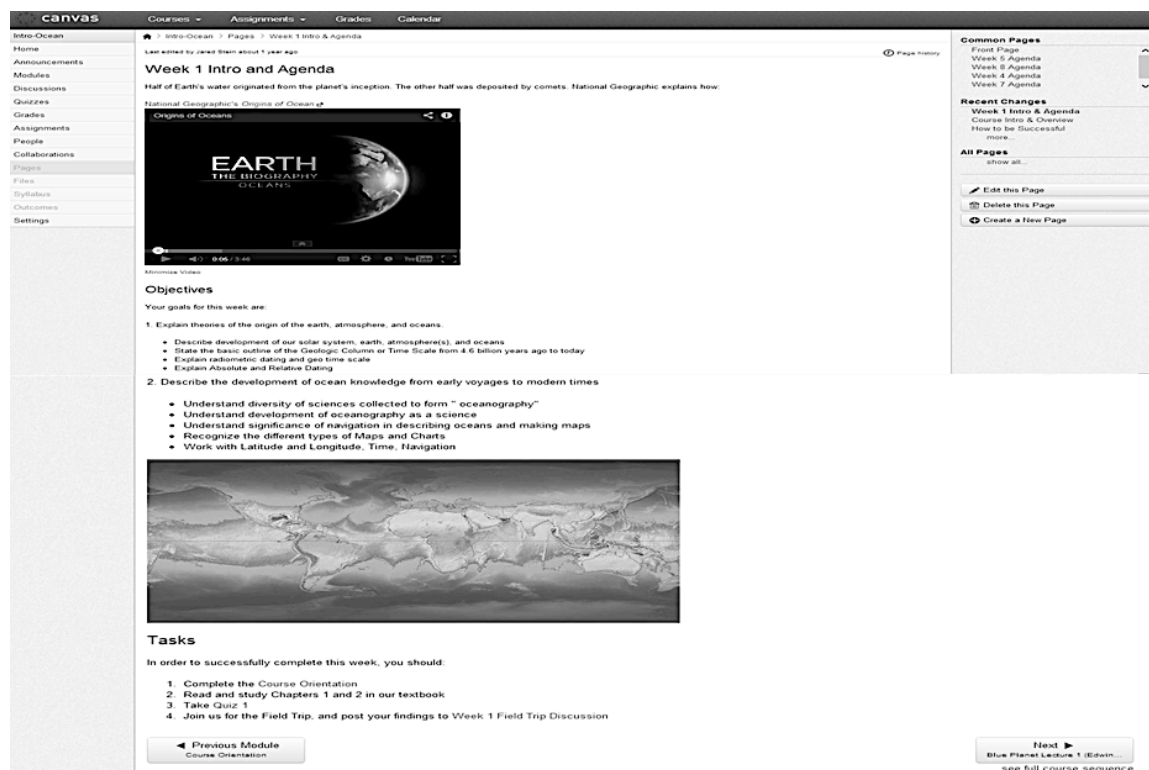 canvas
Courses
Assignments
Grades
Calendar
Intro-Ocean
Home
Announcements
Modules
Discussions
Quizzes
Grades
Assignments
People
Collaborations
Pages
Files
Syllabus
Outcomes
Settings
> Intro-Ocean > Pages > Week 1 Intro & Agenda
Last edited by Jared Stein about 1 year ago
Page history
Week 1 Intro and Agenda
Half of Earth's water originated from the planet's inception. The other half was deposited by comets. National Geographic explains how:
National Geographic's Origins of Ocean
Origins of Oceans
EARTH
THE BIOGRAPHY
OCEANS
0:06 / 3:46
YouTube
Minimize Video
Objectives
Your goals for this week are:
1. Explain theories of the origin of the earth, atmosphere, and oceans.
• Describe development of our solar system, earth, atmosphere(s), and oceans
• State the basic outline of the Geologic Column or Time Scale from 4.6 billion years ago to today
• Explain radiometric dating and geo time scale
• Explain Absolute and Relative Dating
2. Describe the development of ocean knowledge from early voyages to modern times
• Understand diversity of sciences collected to form " oceanography"
• Understand development of oceanography as a science
• Understand significance of navigation in describing oceans and making maps
• Recognize the different types of Maps and Charts
• Work with Latitude and Longitude, Time, Navigation
Tasks
In order to successfully complete this week, you should:
1. Complete the Course Orientation
2. Read and study Chapters 1 and 2 in our textbook
3. Take Quiz 1
4. Join us for the Field Trip, and post your findings to Week 1 Field Trip Discussion
Previous Module
Course Orientation
Next
Blue Planet Lecture 1 (Edwin...
see full course sequence
Common Pages
Front Page
Week 5 Agenda
Week 8 Agenda
Week 4 Agenda
Week 7 Agenda
Recent Changes
Week 1 Intro & Agenda
Course Intro & Overview
How to be Successful
more...
All Pages
show all...
Edit this Page
Delete this Page
Create a New Page